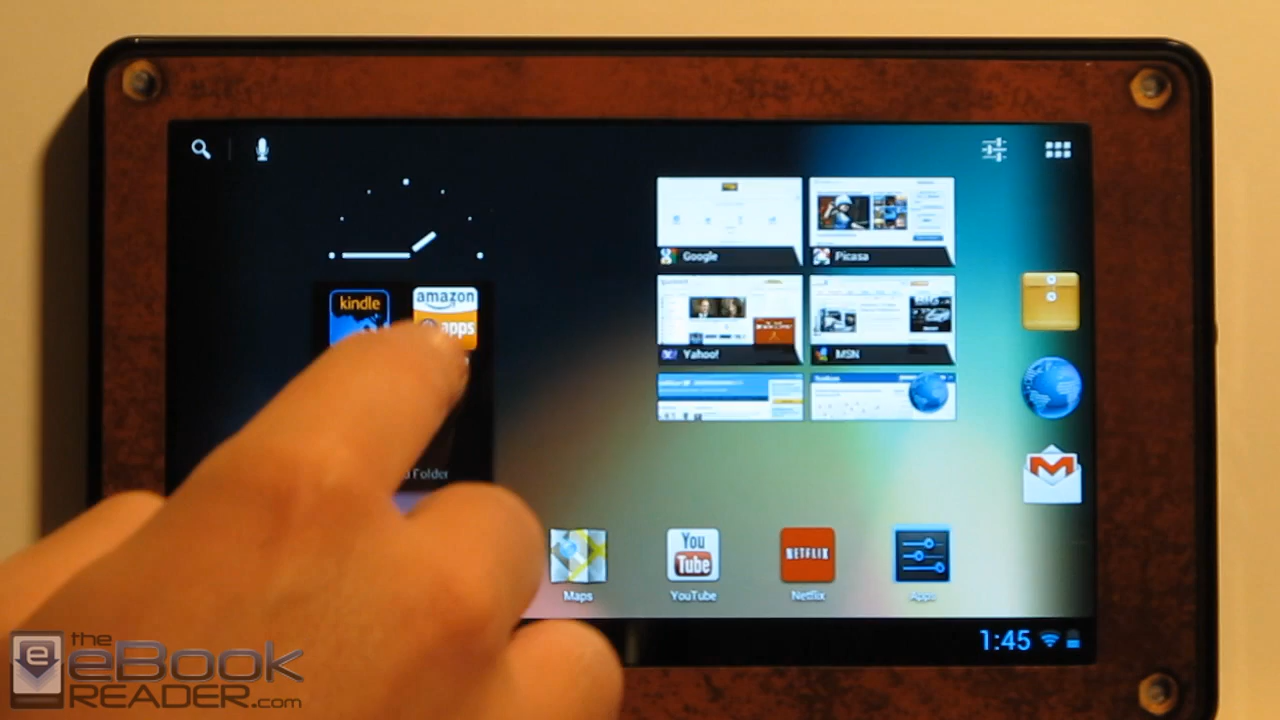 Google
Picasa
kindle
amazon
apps
Yahoo!
MSN
Folder
You
Tube
NETFLIX
Maps
YouTube
Netflix
Apps
1:45
the
eBook
READER.com